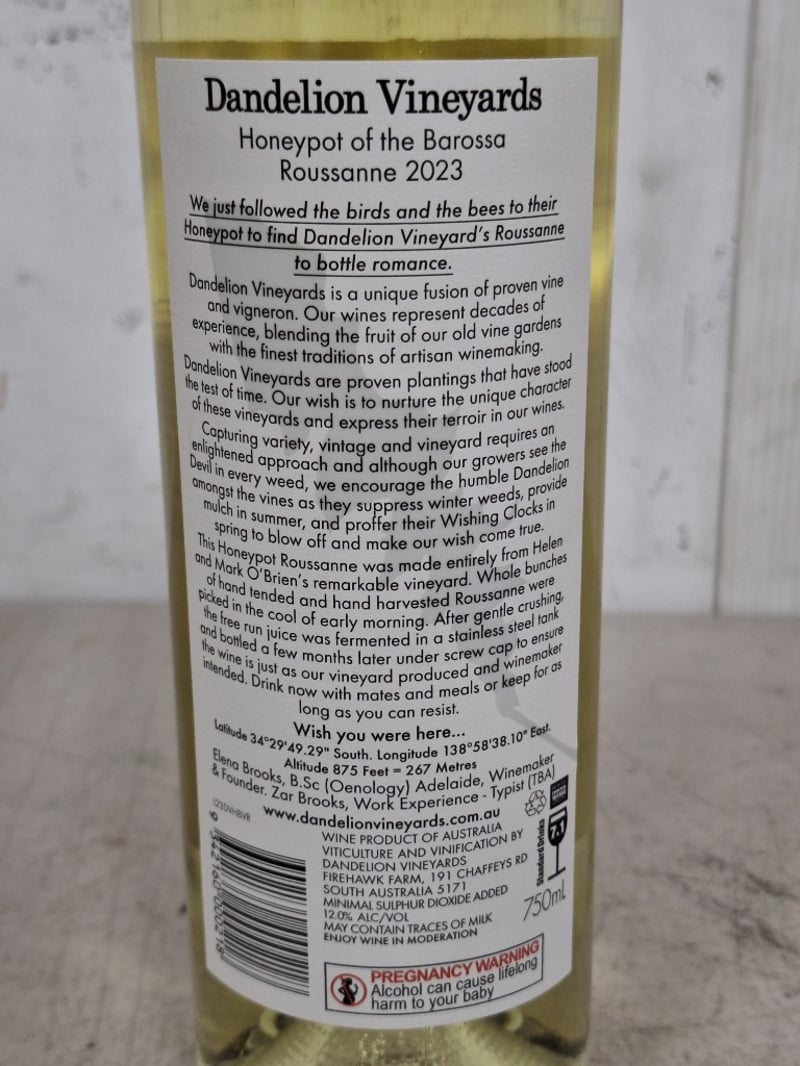 Dandelion Vineyards
Honeypot of the Barossa
Roussanne 2023
We just followed the birds and the bees to their
Honeypot to find Dandelion Vineyard's Roussanne
to bottle romance.
Dandelion Vineyards is a unique fusion of proven vine
and vigneron. Our wines represent decades of
experience, blending the fruit of our old vine gardens
with the finest traditions of artisan winemaking.
Dandelion Vineyards are proven plantings that have stood
the test of time. Our wish is to nurture the unique character
of these vineyards and express their terroir in our wines.
Capturing variety, vintage and vineyard requires an
enlightened approach and although our growers see the
Devil in every weed, we encourage the humble Dandelion
amongst the vines as they suppress winter weeds, provide
mulch in summer, and proffer their Wishing Clocks in
spring to blow off and make our wish come true.
This Honeypot Roussanne was made entirely from Helen
and Mark O'Brien's remarkable vineyard. Whole bunches
of hand tended and hand harvested Roussanne were
picked in the cool of early morning. After gentle crushing,
the free run juice was fermented in a stainless steel tank
and bottled a few months later under screw cap to ensure
the wine is just as our vineyard produced and winemaker
intended. Drink now with mates and meals or keep for as
long as you can resist.
Wish you were here...
Latitude 34°29'49.29" South. Longitude 138°58'38.10" East.
Altitude 875 Feet = 267 Metres
Elena Brooks, B.Sc (Oenology) Adelaide, Winemaker
& Founder. Zar Brooks, Work Experience - Typist (TBA)
www.dandelionvineyards.com.au
WINE PRODUCT OF AUSTRALIA
VITICULTURE AND VINIFICATION BY
DANDELION VINEYARDS
FIREHAWK FARM, 191 CHAFFEYS RD
SOUTH AUSTRALIA 5171
MINIMAL SULPHUR DIOXIDE ADDED
12.0% ALC/VOL
MAY CONTAIN TRACES OF MILK
ENJOY WINE IN MODERATION
7.1
Standard Drinks
750mL
PREGNANCY WARNING
Alcohol can cause lifelong
harm to your baby